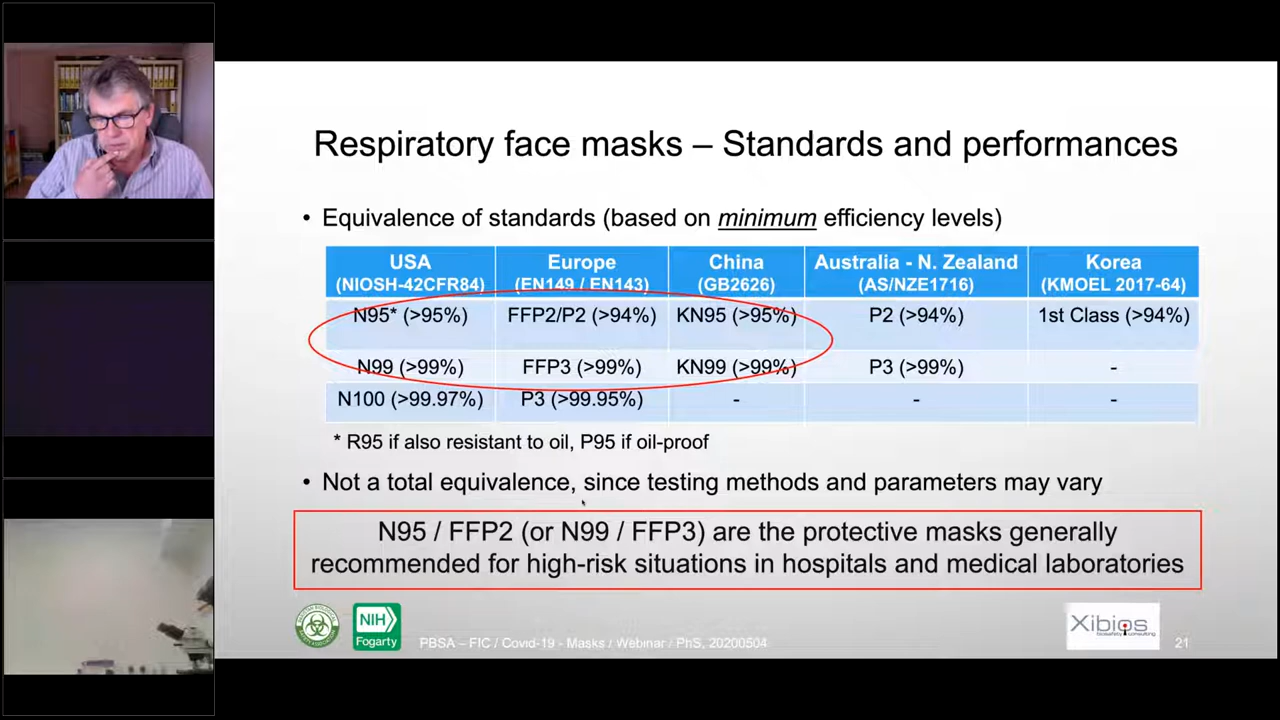 Respiratory face masks – Standards and performances
• Equivalence of standards (based on minimum efficiency levels)
USA Europe China Australia - N. Zealand Korea
(NIOSH-42CFR84) (EN149 / EN143) (GB2626) (AS/NZE1716) (KMOEL 2017-64)
N95* (>95%) FFP2/P2 (>94%) KN95 (>95%) P2 (>94%) 1st Class (>94%)
N99 (>99%) FFP3 (>99%) KN99 (>99%) P3 (>99%) -
N100 (>99.97%) P3 (>99.95%) - - -
* R95 if also resistant to oil, P95 if oil-proof
• Not a total equivalence, since testing methods and parameters may vary
N95 / FFP2 (or N99 / FFP3) are the protective masks generally
recommended for high-risk situations in hospitals and medical laboratories
NIH
Fogarty
PBSA – FIC / Covid-19 - Masks / Webinar / PhS, 20200504
Xibios
biosafety consulting
21